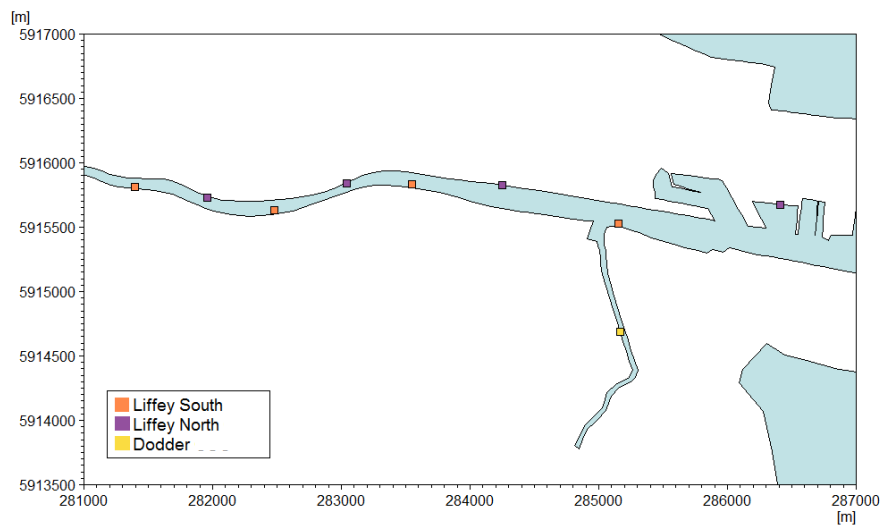 [m]
5917000
5916500
5916000
5915500
5915000
5914500
5914000
5913500
Liffey South
Liffey North
Dodder
281000 282000 283000 284000 285000 286000 287000
[m]